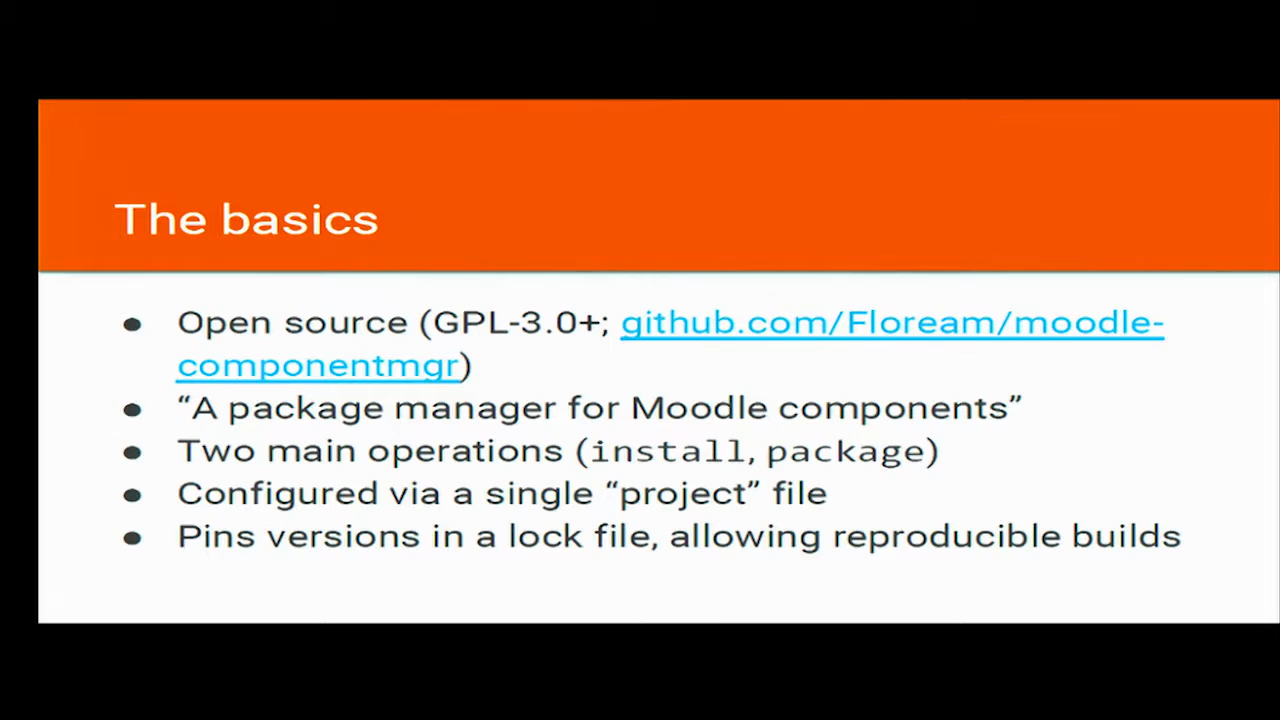 The basics
● Open source (GPL-3.0+; github.com/Floream/moodle-
componentmgr)
● “A package manager for Moodle components”
● Two main operations (install, package)
● Configured via a single “project” file
● Pins versions in a lock file, allowing reproducible builds